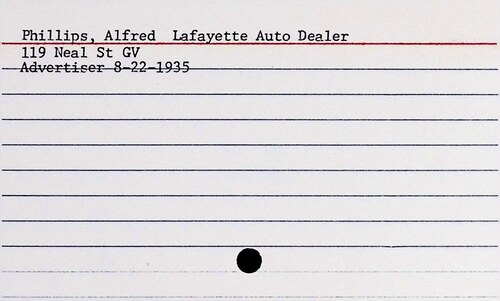 Phillips, Alfred  Lafayette Auto Dealer
119 Neal St GV
Advertiser 8-22-1935